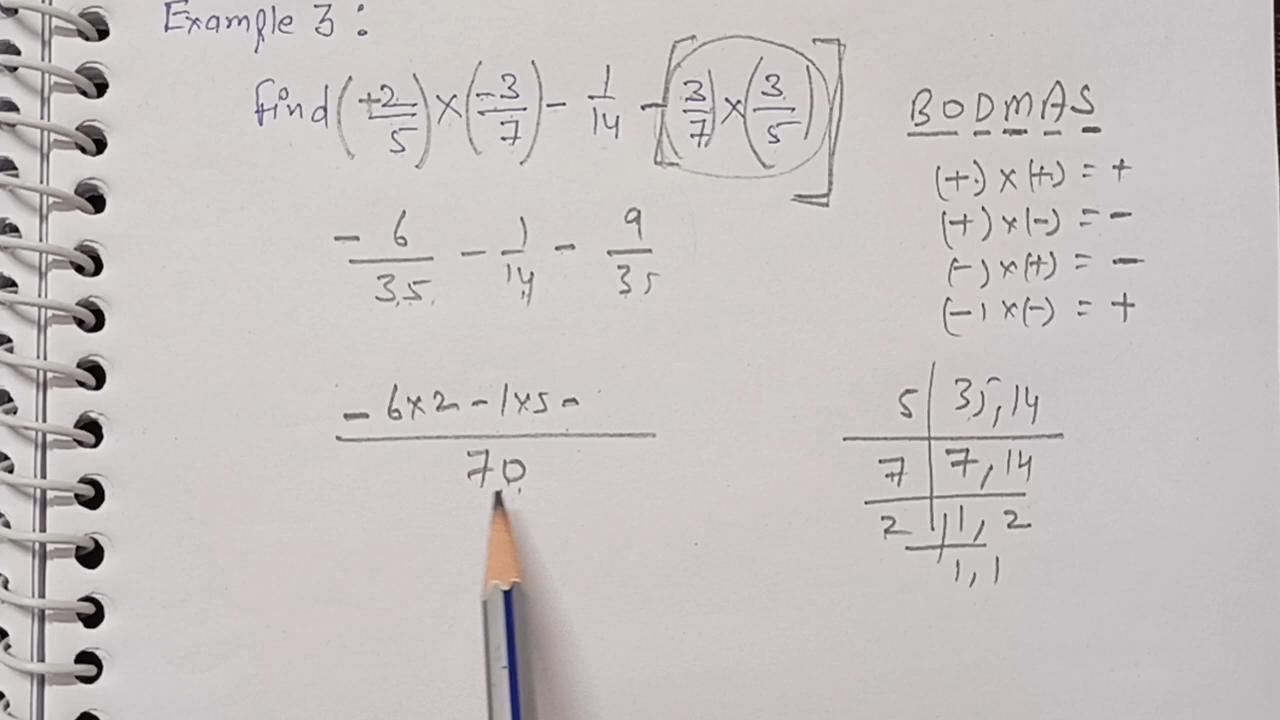 Example 3:
find (+2/5) × (-3/7) - 1/14 - [(3/7) × (3/5)]
- 6/35 - 1/14 - 9/35
- 6×2 - 1×5 -
70
BODMAS
(+) × (+) = +
(+) × (-) = -
(-) × (+) = -
(-) × (-) = +
5 | 35, 14
7 | 7, 14
2 | 1, 2
1, 1